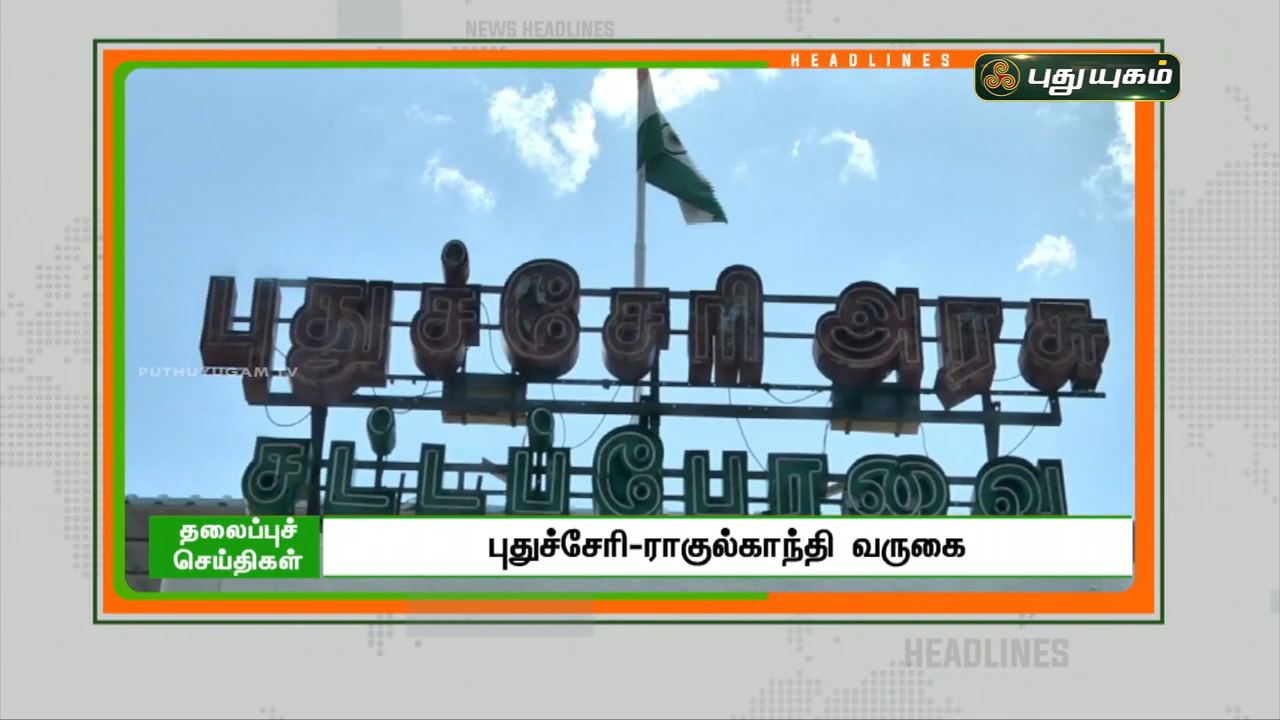 NEWS HEADLINES
HEADLINES
புதுயுகம்
புதுச்சேரி அரசு
PUTHUYUGAM TV
சட்டப்பேரவை
தலைப்புச்
செய்திகள்
புதுச்சேரி-ராகுல்காந்தி வருகை
HEADLINES